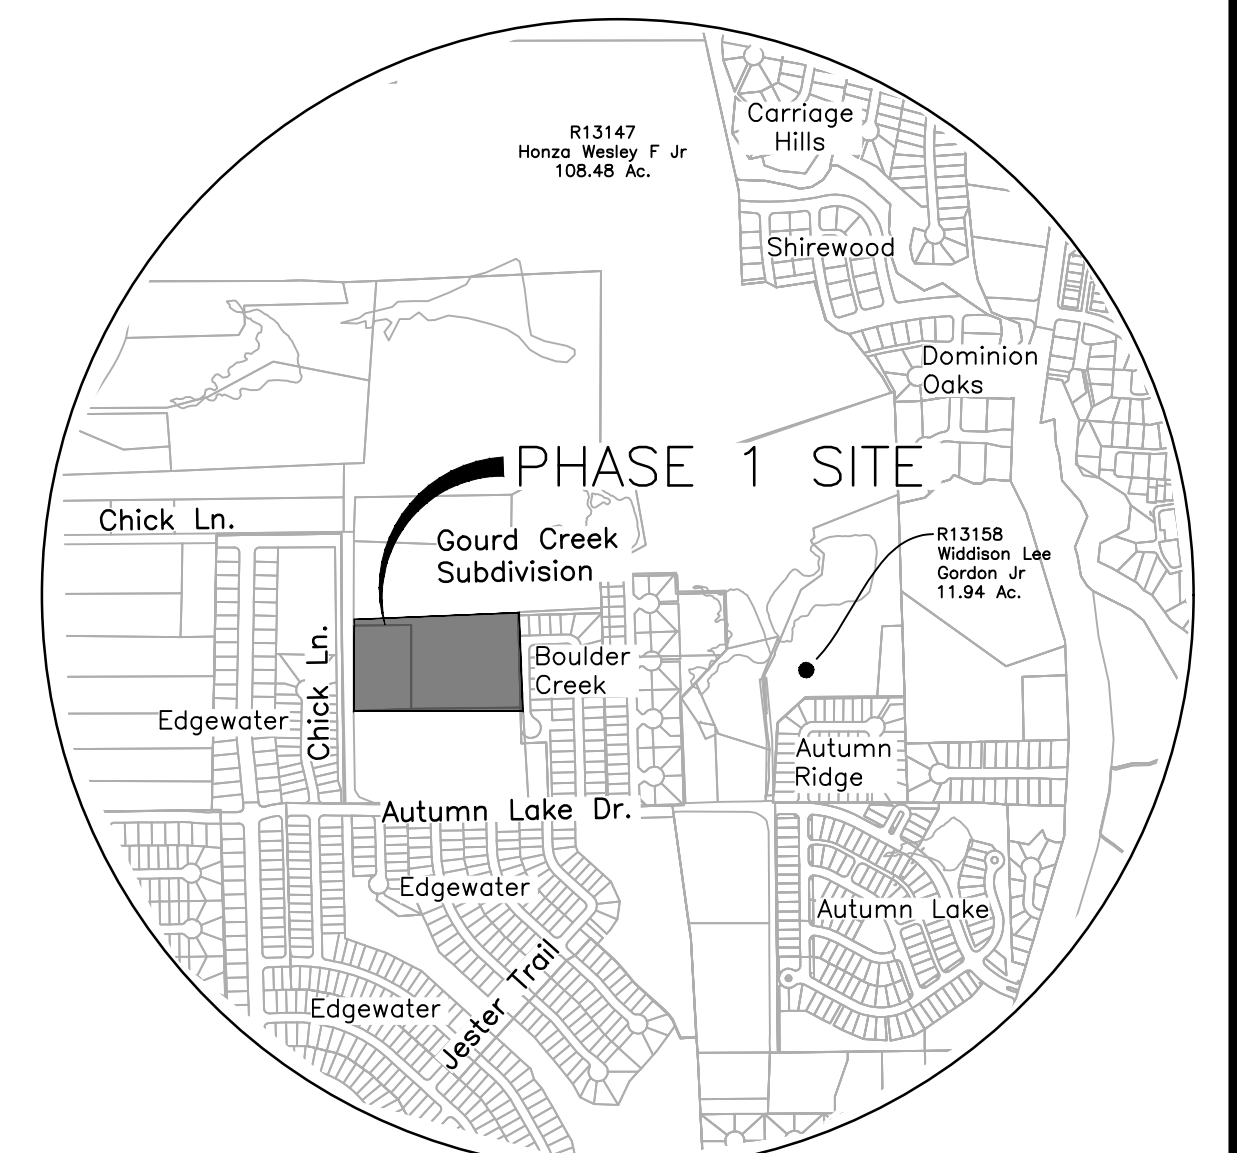 Carriage
Hills
R13147
Honza Wesley F Jr
108.48 Ac.
Shirewood
Dominion
Oaks
PHASE 1 SITE
Chick Ln.
Gourd Creek
Subdivision
R13158
Widdison Lee
Gordon Jr
11.94 Ac.
Chick Ln.
Boulder
Creek
Edgewater
Autumn
Ridge
Autumn Lake Dr.
Edgewater
Autumn Lake
Jester Trail
Edgewater